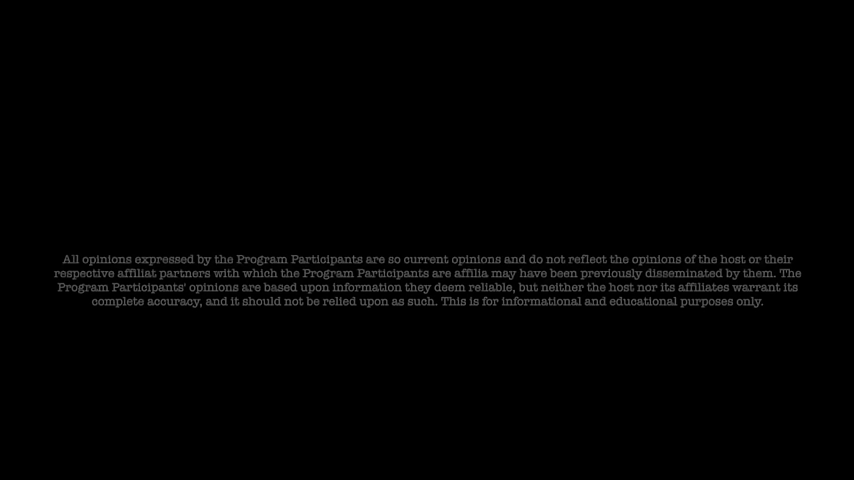 All opinions expressed by the Program Participants are so current opinions and do not reflect the opinions of the host or their
respective affiliat partners with which the Program Participants are affilia may have been previously disseminated by them. The
Program Participants' opinions are based upon information they deem reliable, but neither the host nor its affiliates warrant its
complete accuracy, and it should not be relied upon as such. This is for informational and educational purposes only.